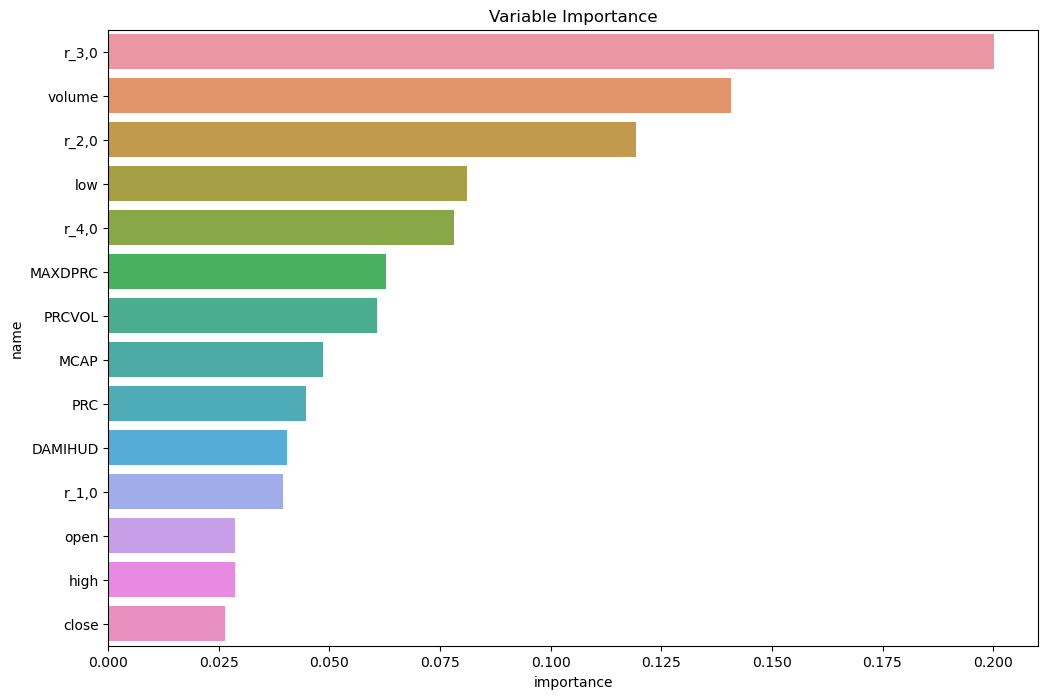 Variable Importance
name
r_3,0
volume
r_2,0
low
r_4,0
MAXDPRC
PRCVOL
MCAP
PRC
DAMIHUD
r_1,0
open
high
close
0.000 0.025 0.050 0.075 0.100 0.125 0.150 0.175 0.200
importance